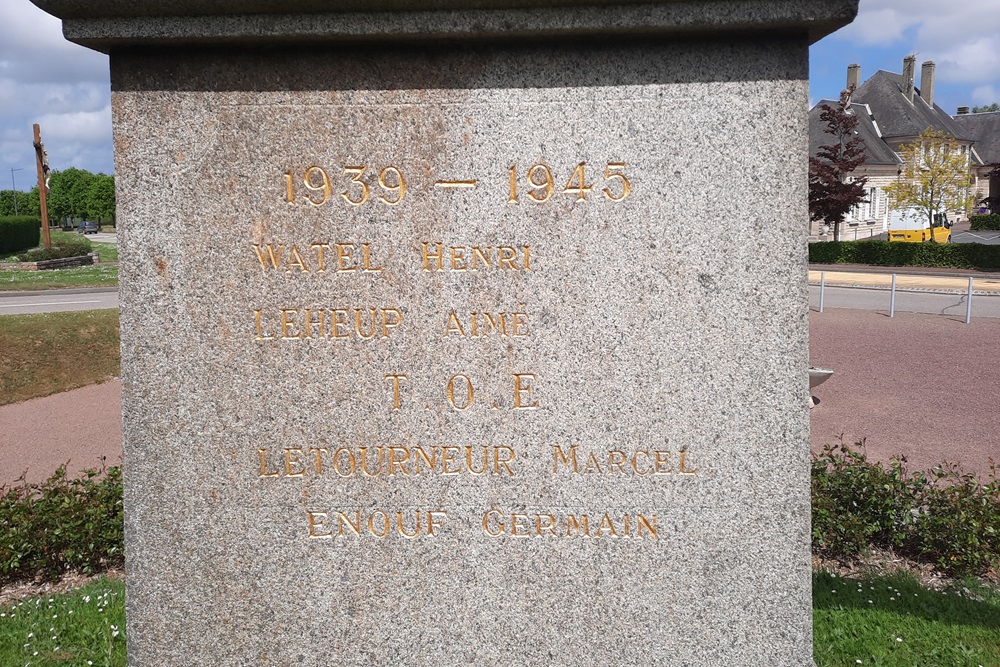 1939 — 1945
WATEL HENRI
LEHEUP AIMÉ
T.O.E
LETOURNEUR MARCEL
ENOUF GERMAIN